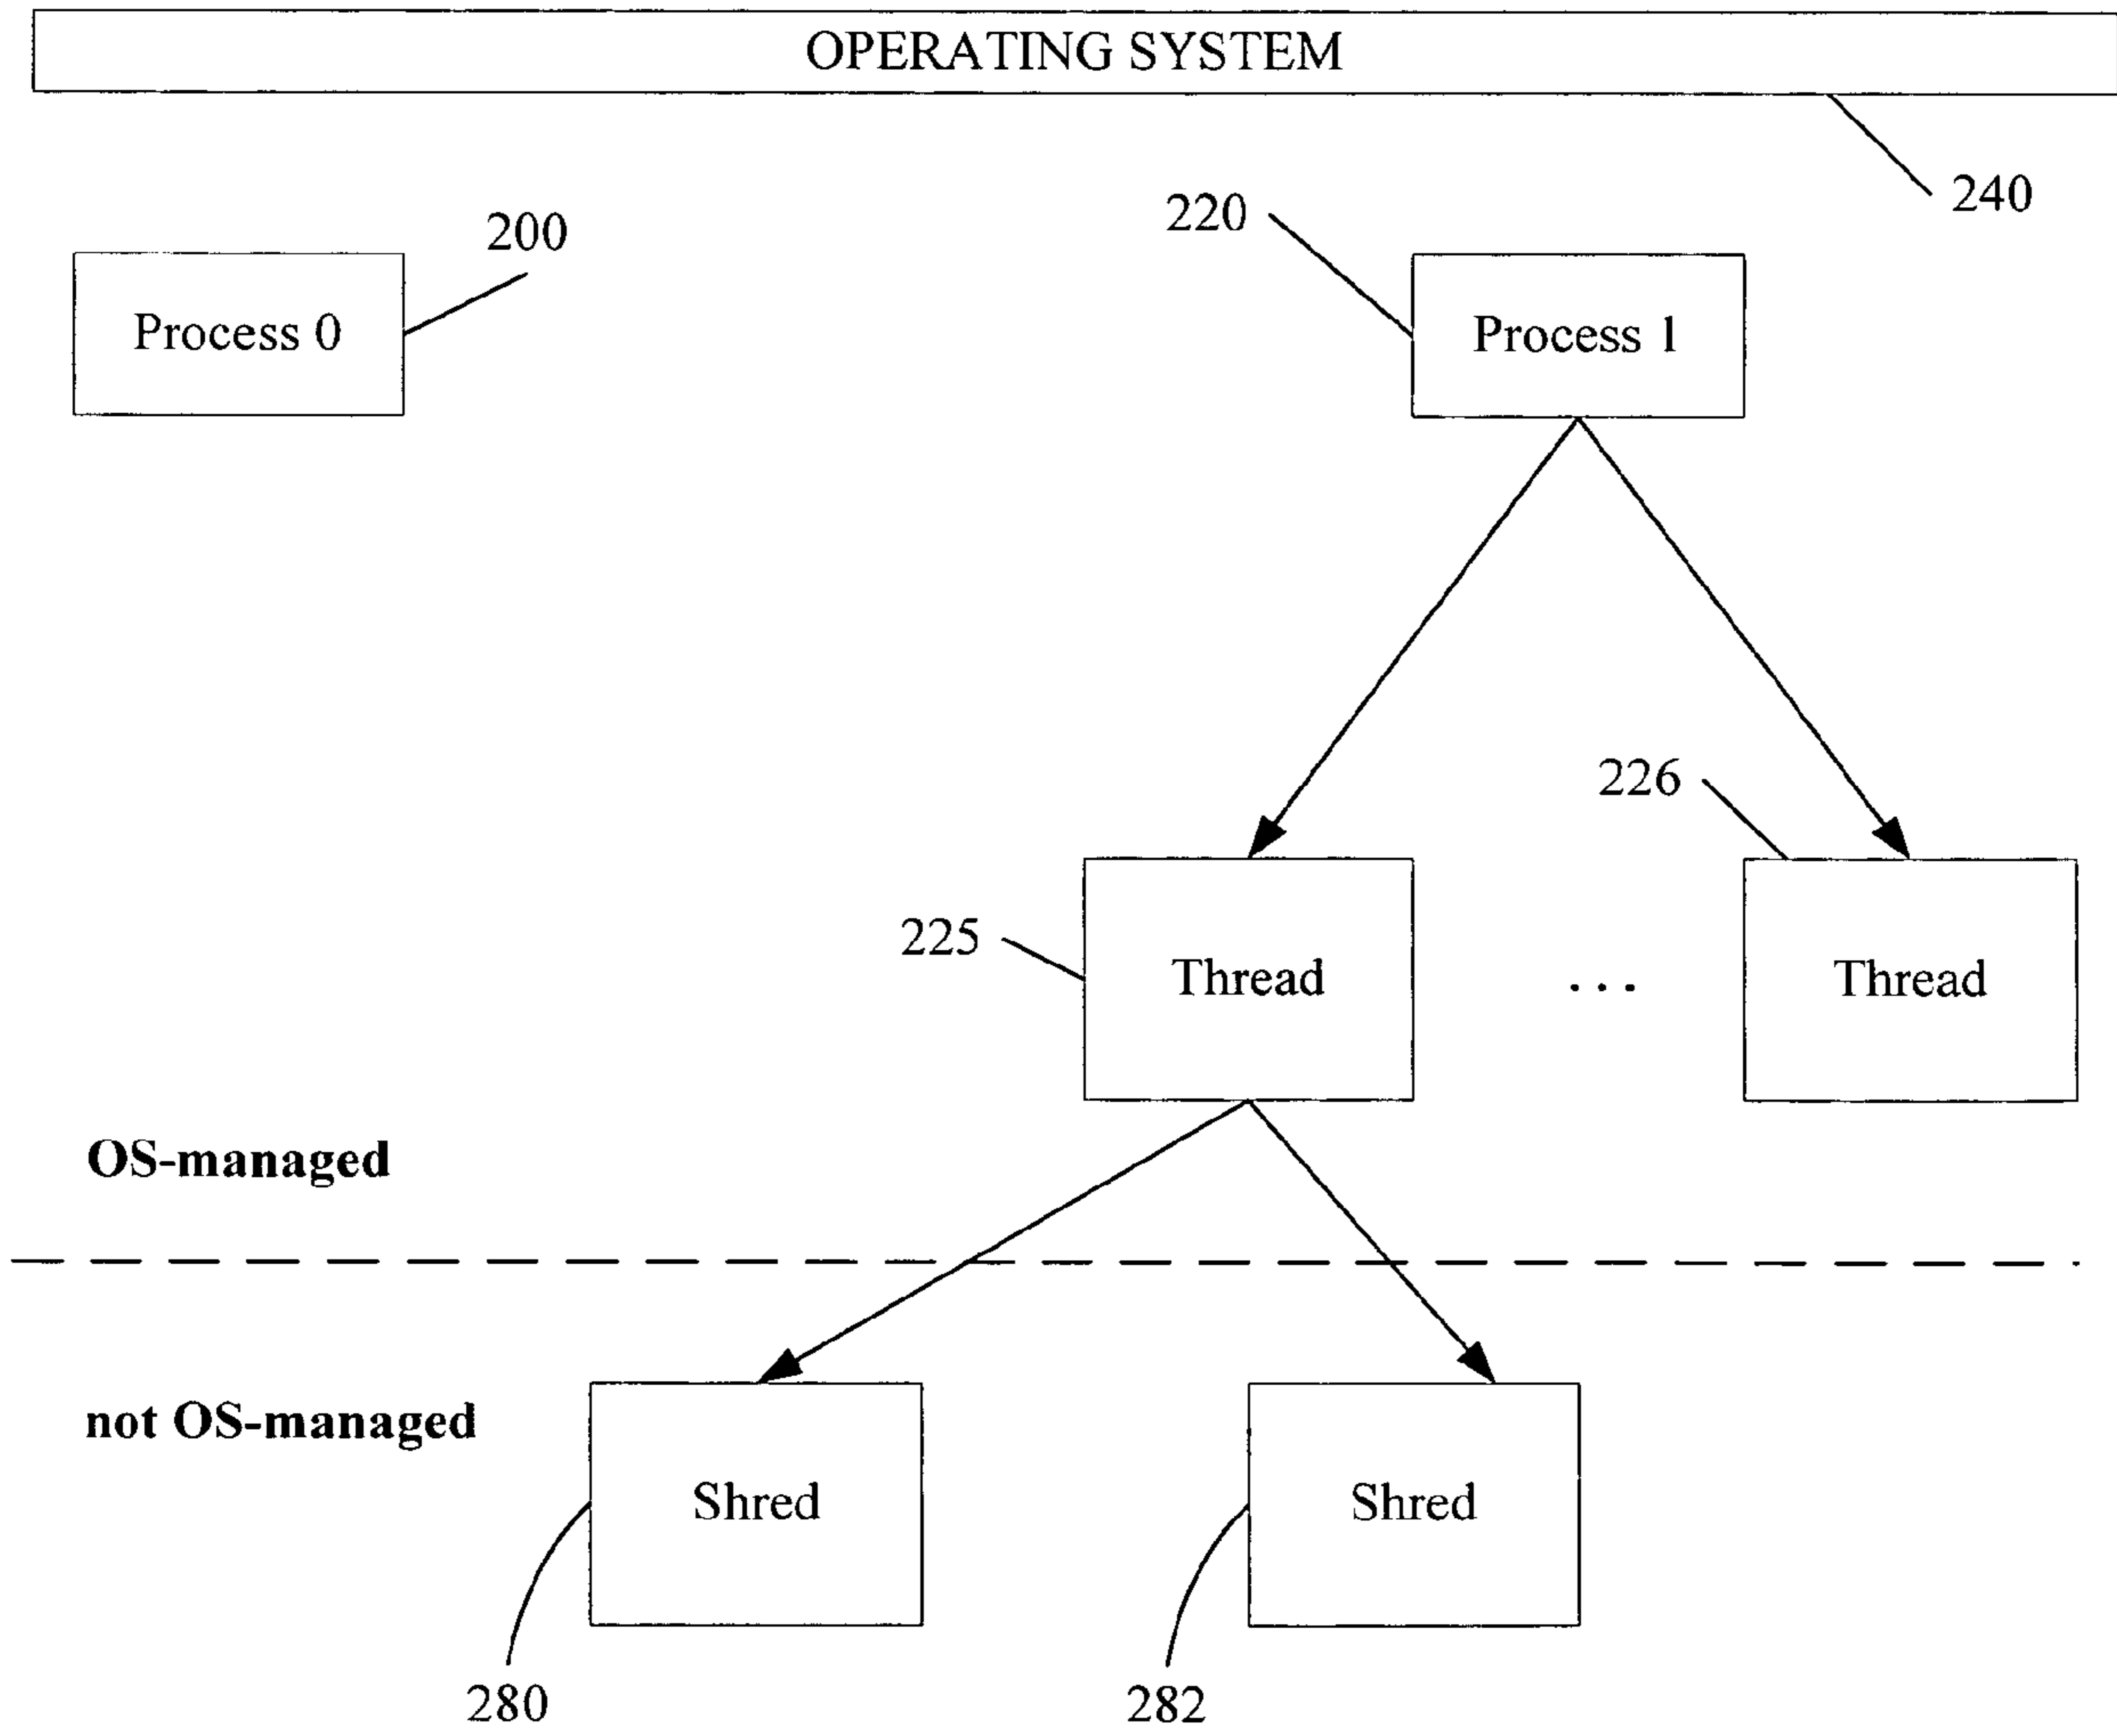 OPERATING SYSTEM
240
200
220
Process 0
Process 1
226
225
Thread
...
Thread
OS-managed
not OS-managed
Shred
Shred
280
282